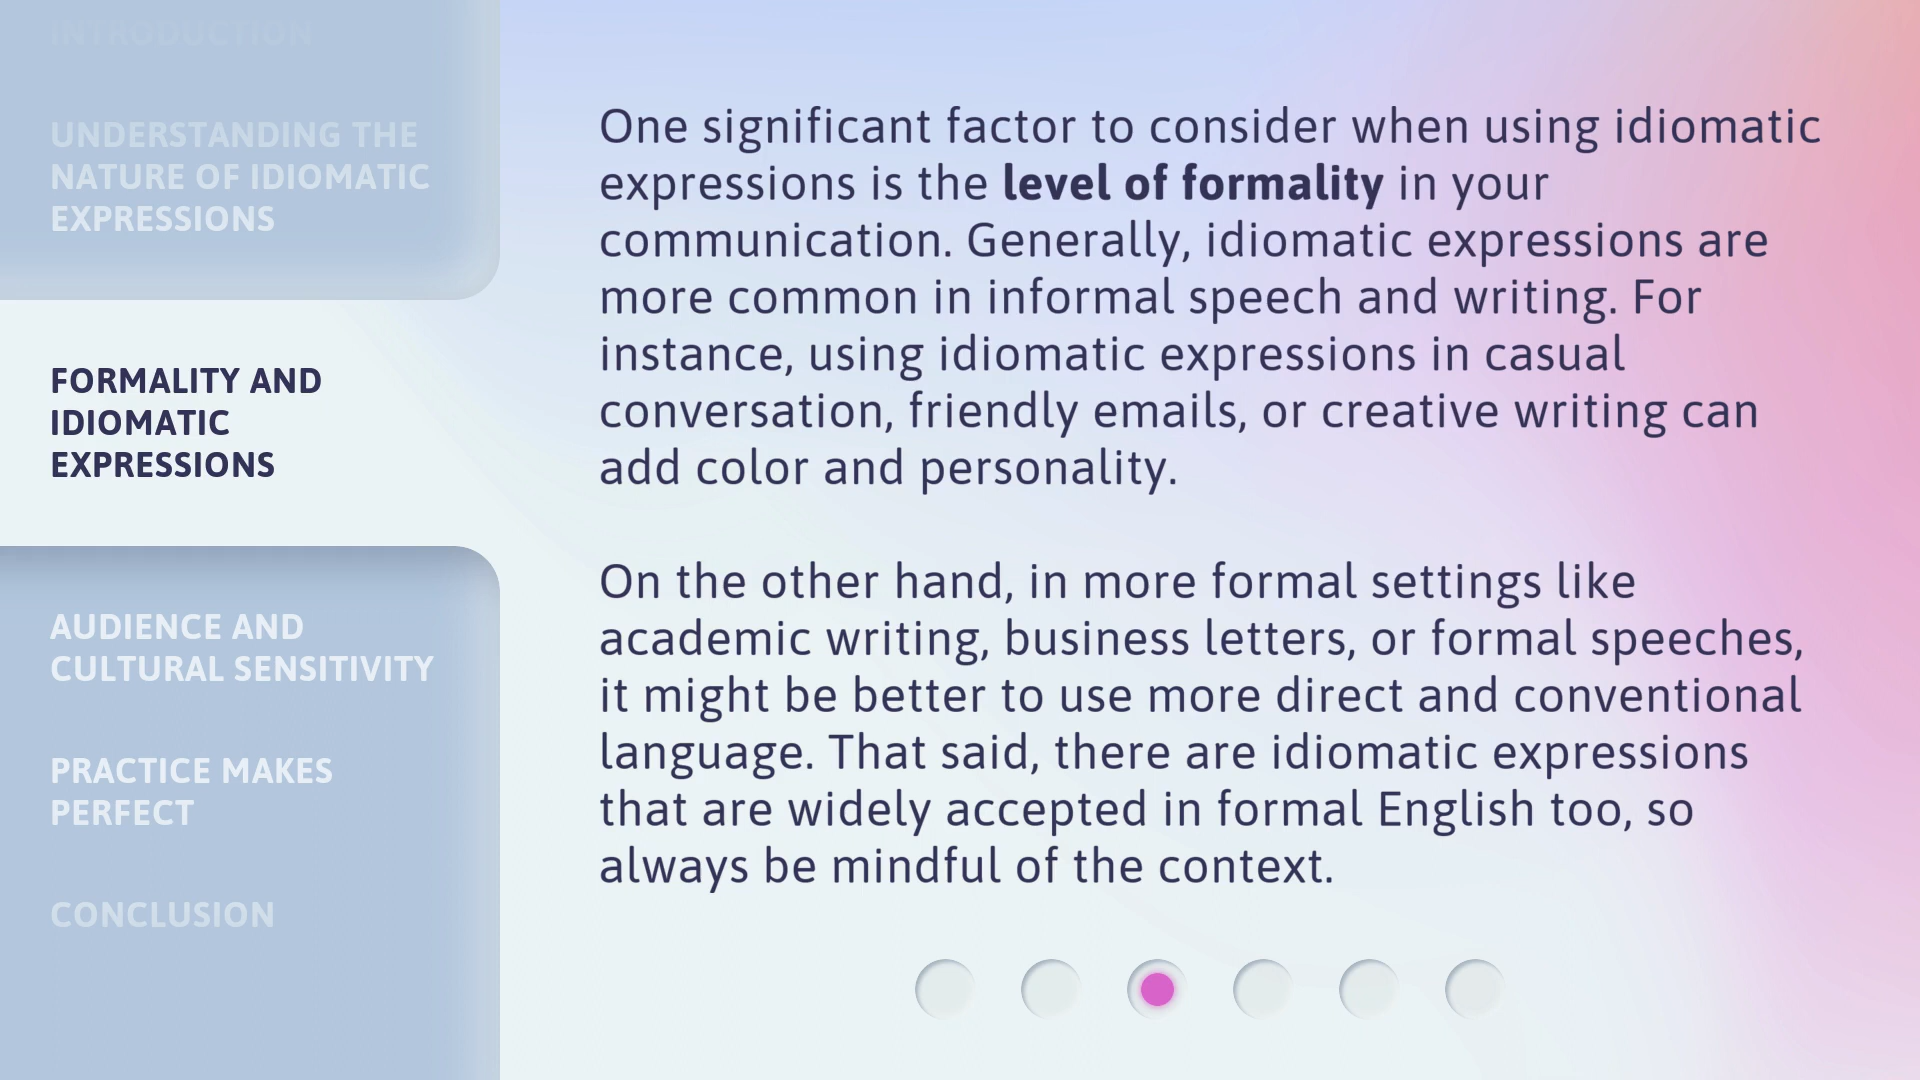 INTRODUCTION
UNDERSTANDING THE
NATURE OF IDIOMATIC
EXPRESSIONS
FORMALITY AND
IDIOMATIC
EXPRESSIONS
AUDIENCE AND
CULTURAL SENSITIVITY
PRACTICE MAKES
PERFECT
CONCLUSION
One significant factor to consider when using idiomatic
expressions is the level of formality in your
communication. Generally, idiomatic expressions are
more common in informal speech and writing. For
instance, using idiomatic expressions in casual
conversation, friendly emails, or creative writing can
add color and personality.
On the other hand, in more formal settings like
academic writing, business letters, or formal speeches,
it might be better to use more direct and conventional
language. That said, there are idiomatic expressions
that are widely accepted in formal English too, so
always be mindful of the context.